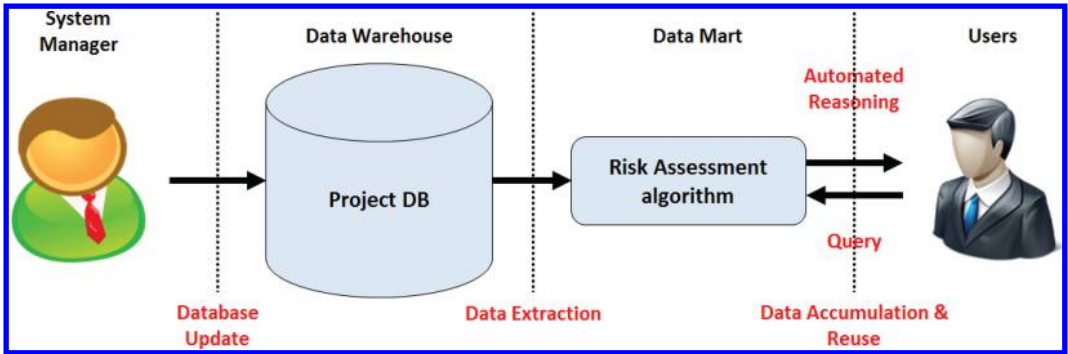 System
Manager
Data Warehouse
Data Mart
Users
Automated
Reasoning
Project DB
Risk Assessment
algorithm
Query
Database
Update
Data Extraction
Data Accumulation &
Reuse